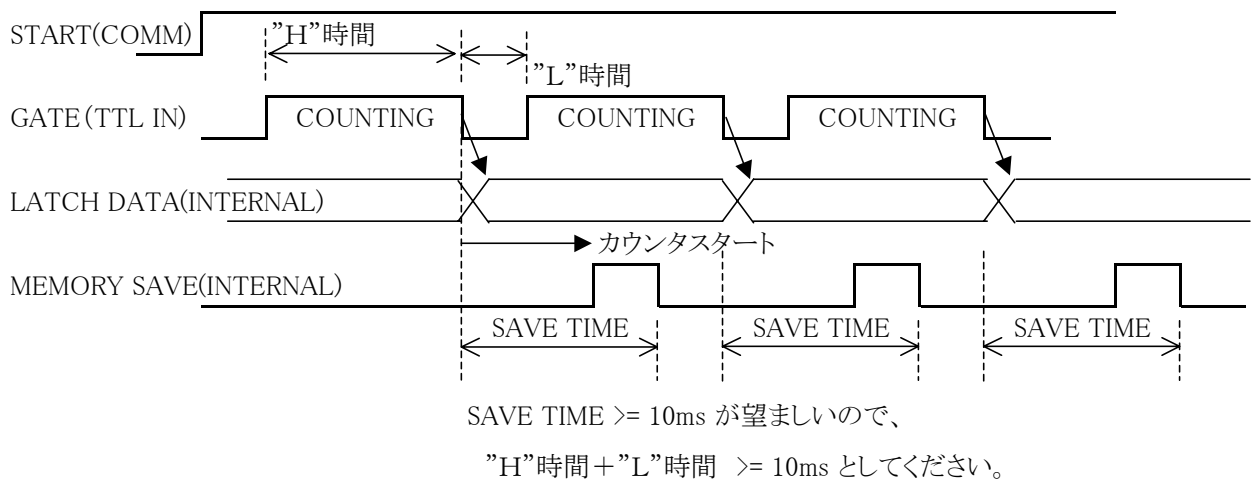 START(COMM)
”H”時間
”L”時間
GATE(TTL IN)
COUNTING
COUNTING
COUNTING
LATCH DATA(INTERNAL)
カウンタスタート
MEMORY SAVE(INTERNAL)
SAVE TIME
SAVE TIME
SAVE TIME
SAVE TIME >= 10ms が望ましいので、
”H”時間＋”L”時間 >= 10ms としてください。